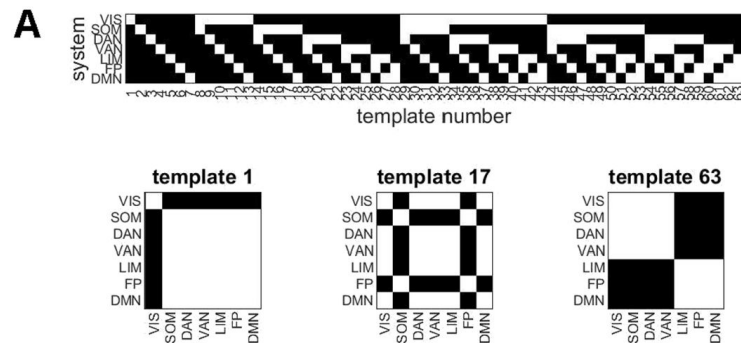 A
system
VIS
SOM
DAN
VAN
LIM
FP
DMN
1 2 3 4 5 6 7 8 9 10 11 12 13 14 15 16 17 18 19 20 21 22 23 24 25 26 27 28 29 30 31 32 33 34 35 36 37 38 39 40 41 42 43 44 45 46 47 48 49 50 51 52 53 54 55 56 57 58 59 60 61 62 63
template number
template 1
VIS
SOM
DAN
VAN
LIM
FP
DMN
VIS SOM DAN VAN LIM FP DMN
template 17
VIS
SOM
DAN
VAN
LIM
FP
DMN
VIS SOM DAN VAN LIM FP DMN
template 63
VIS
SOM
DAN
VAN
LIM
FP
DMN
VIS SOM DAN VAN LIM FP DMN